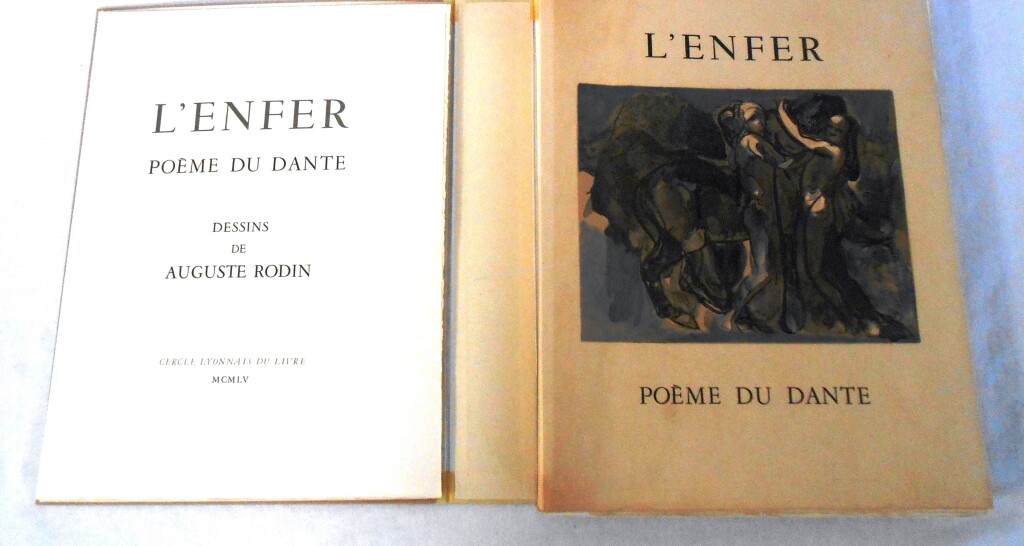 L'ENFER
POÈME DU DANTE
DESSINS
DE
AUGUSTE RODIN
CERCLE LYONNAIS DU LIVRE
MCMLV
L'ENFER
POÈME DU DANTE